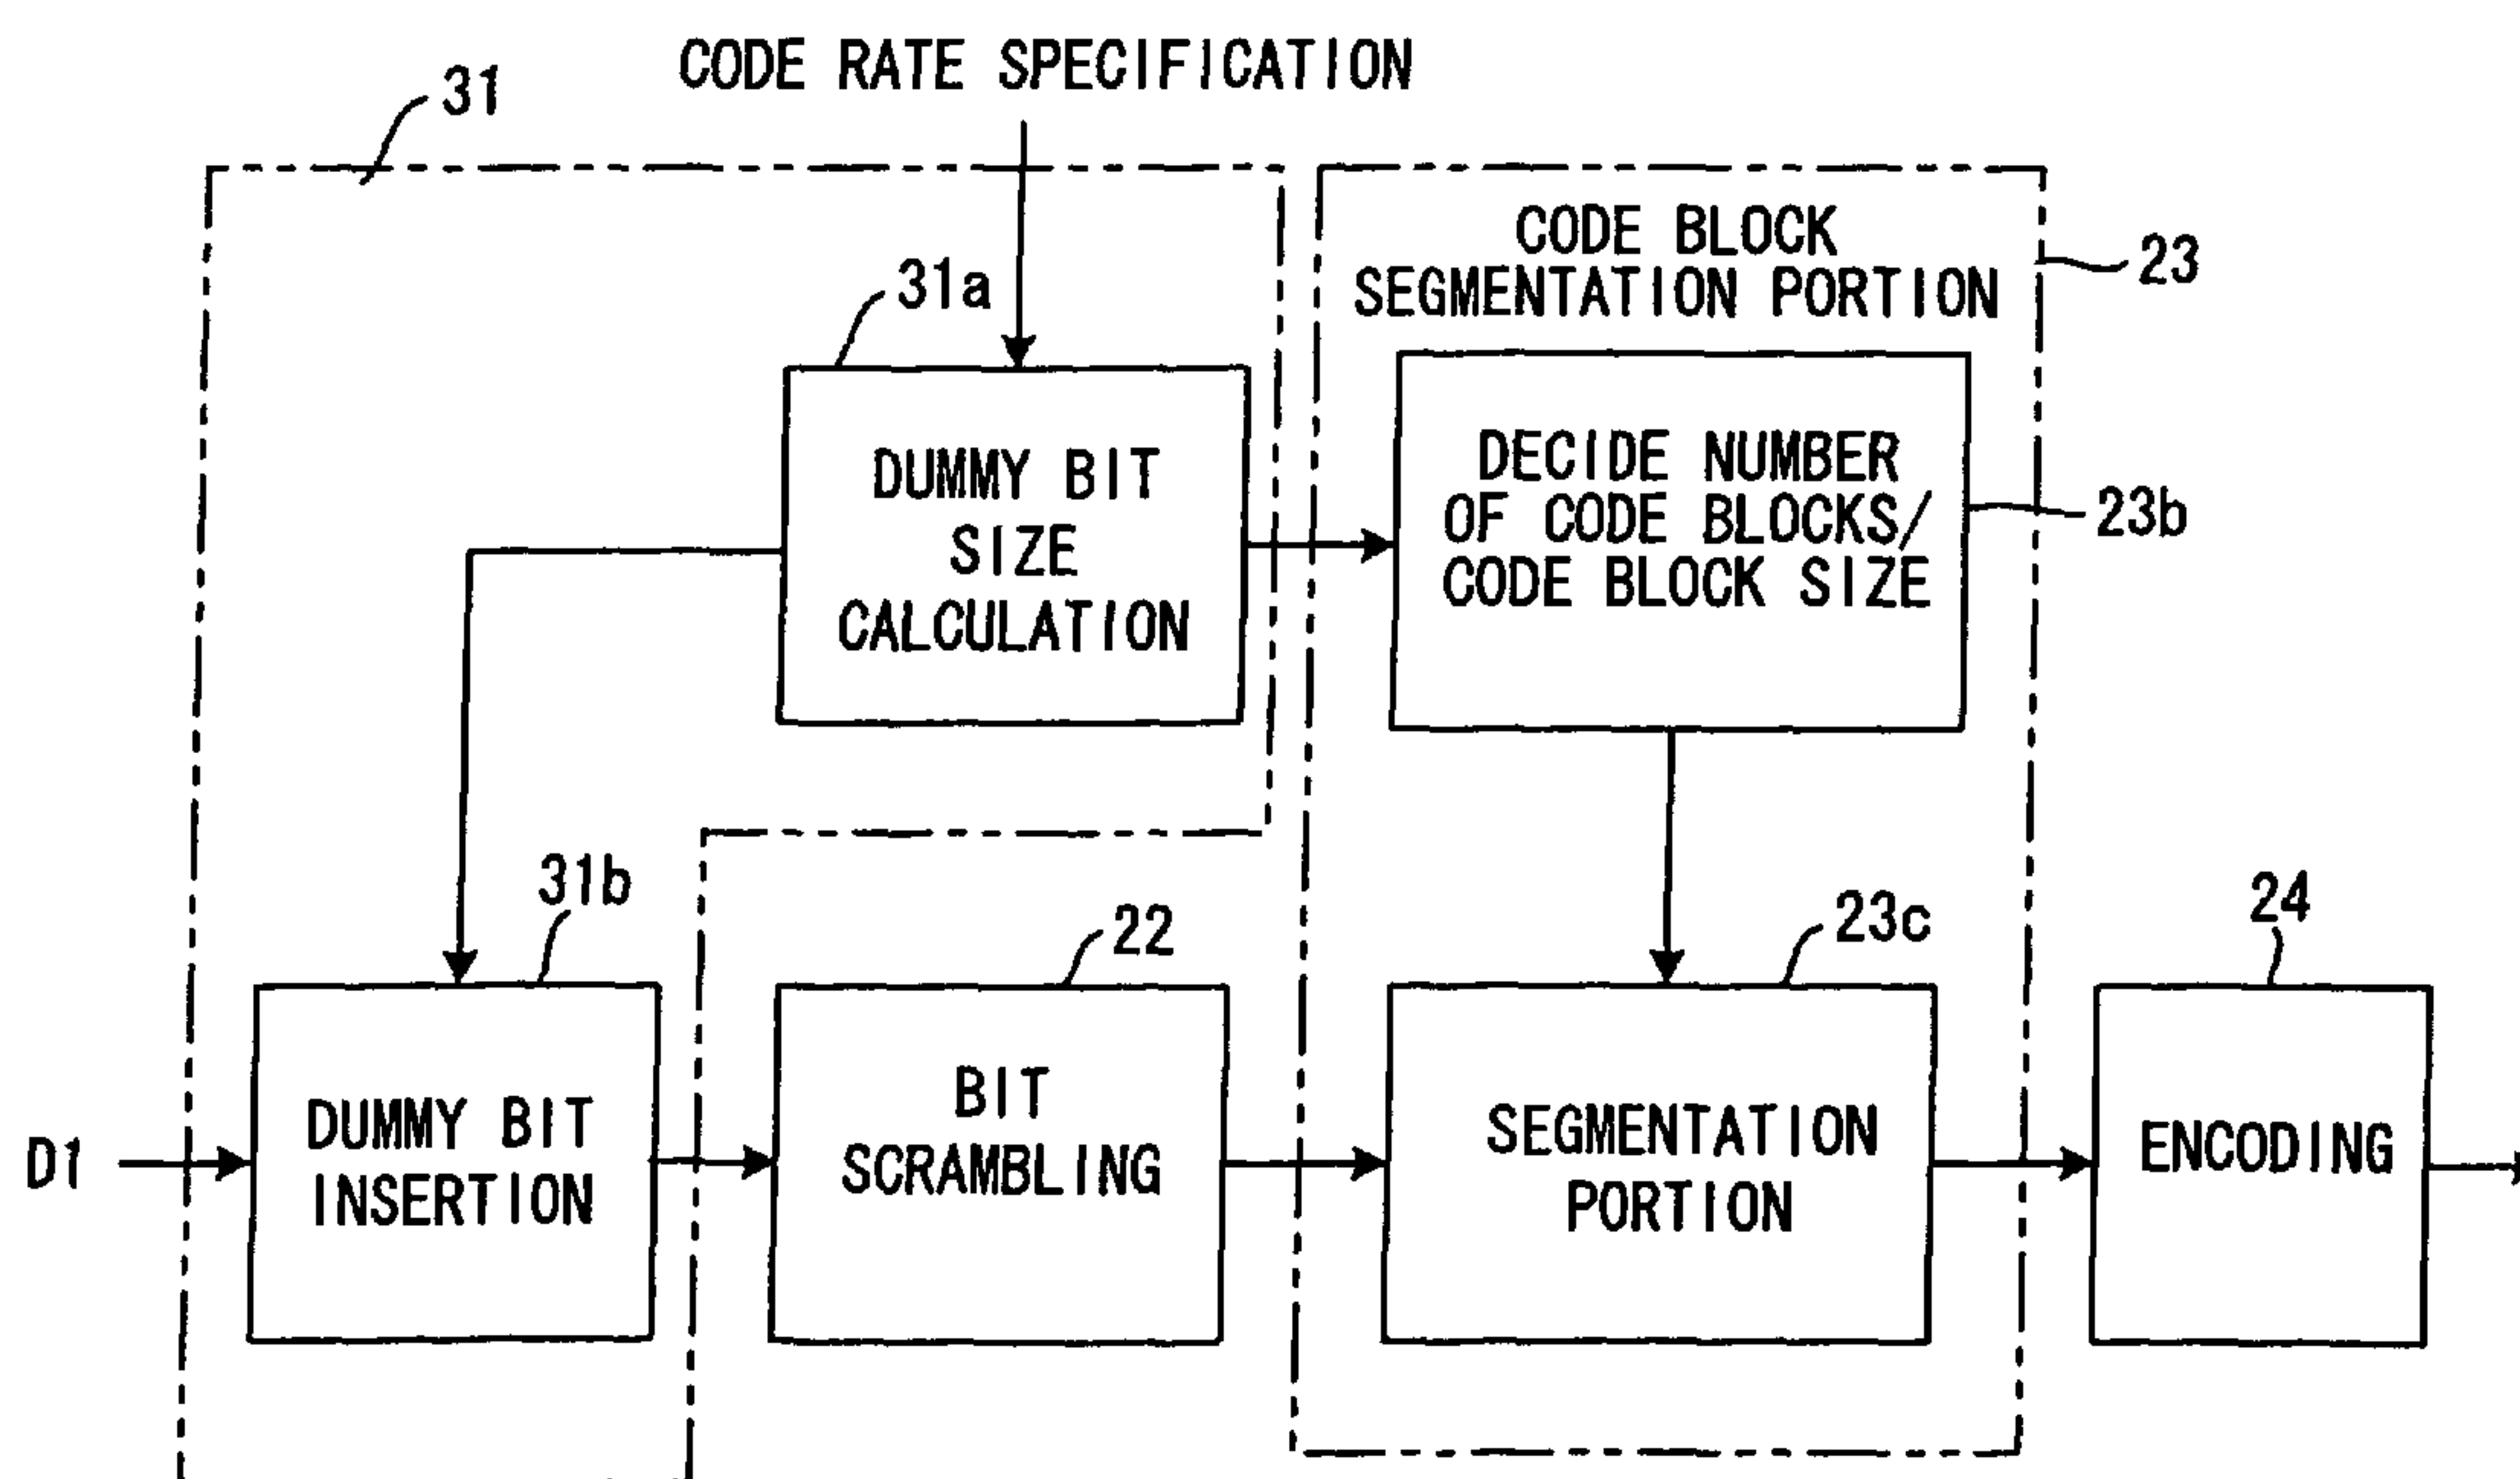 CODE RATE SPECIFICATION
31
CODE BLOCK
SEGMENTATION PORTION
23
31a
DUMMY BIT
SIZE
CALCULATION
DECIDE NUMBER
OF CODE BLOCKS/
CODE BLOCK SIZE
23b
31b
22
23c
24
D1
DUMMY BIT
INSERTION
BIT
SCRAMBLING
SEGMENTATION
PORTION
ENCODING